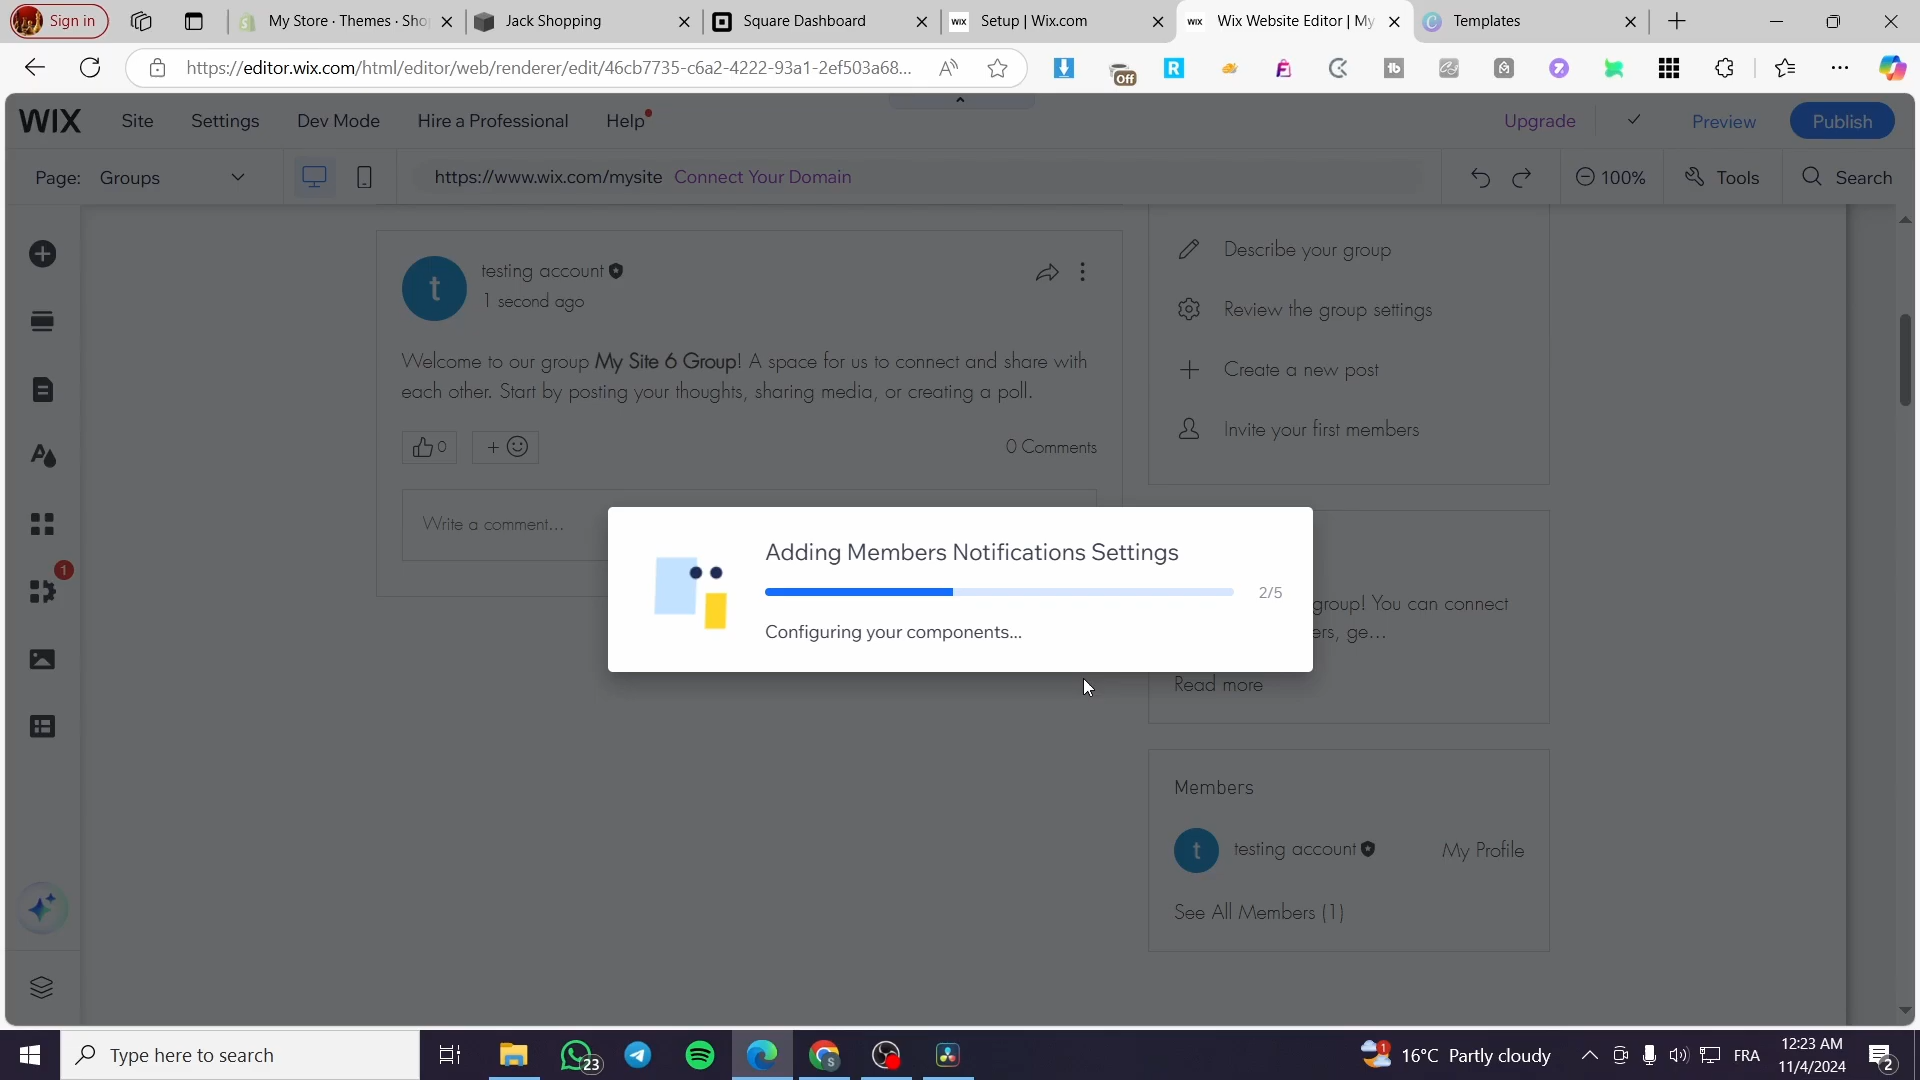 Sign in
My Store · Themes · Sho
Jack Shopping
Square Dashboard
WIX
Setup | Wix.com
WIX
Wix Website Editor | My
Templates
https://editor.wix.com/html/editor/web/renderer/edit/46cb7735-c6a2-4222-93a1-2ef503a68...
Off
WIX
Site
Settings
Dev Mode
Hire a Professional
Help
Upgrade
Preview
Publish
Page: Groups
https://www.wix.com/mysite Connect Your Domain
100%
Tools
Search
testing account
1 second ago
Welcome to our group My Site 6 Group! A space for us to connect and share with
each other. Start by posting your thoughts, sharing media, or creating a poll.
0
+
0 Comments
Write a comment...
Describe your group
Review the group settings
Create a new post
Invite your first members
1
Adding Members Notifications Settings
2/5
Configuring your components...
group! You can connect
ers, ge...
Read more
Members
t
testing account
My Profile
See All Members (1)
Type here to search
23
16°C Partly cloudy
FRA
12:23 AM
11/4/2024
2